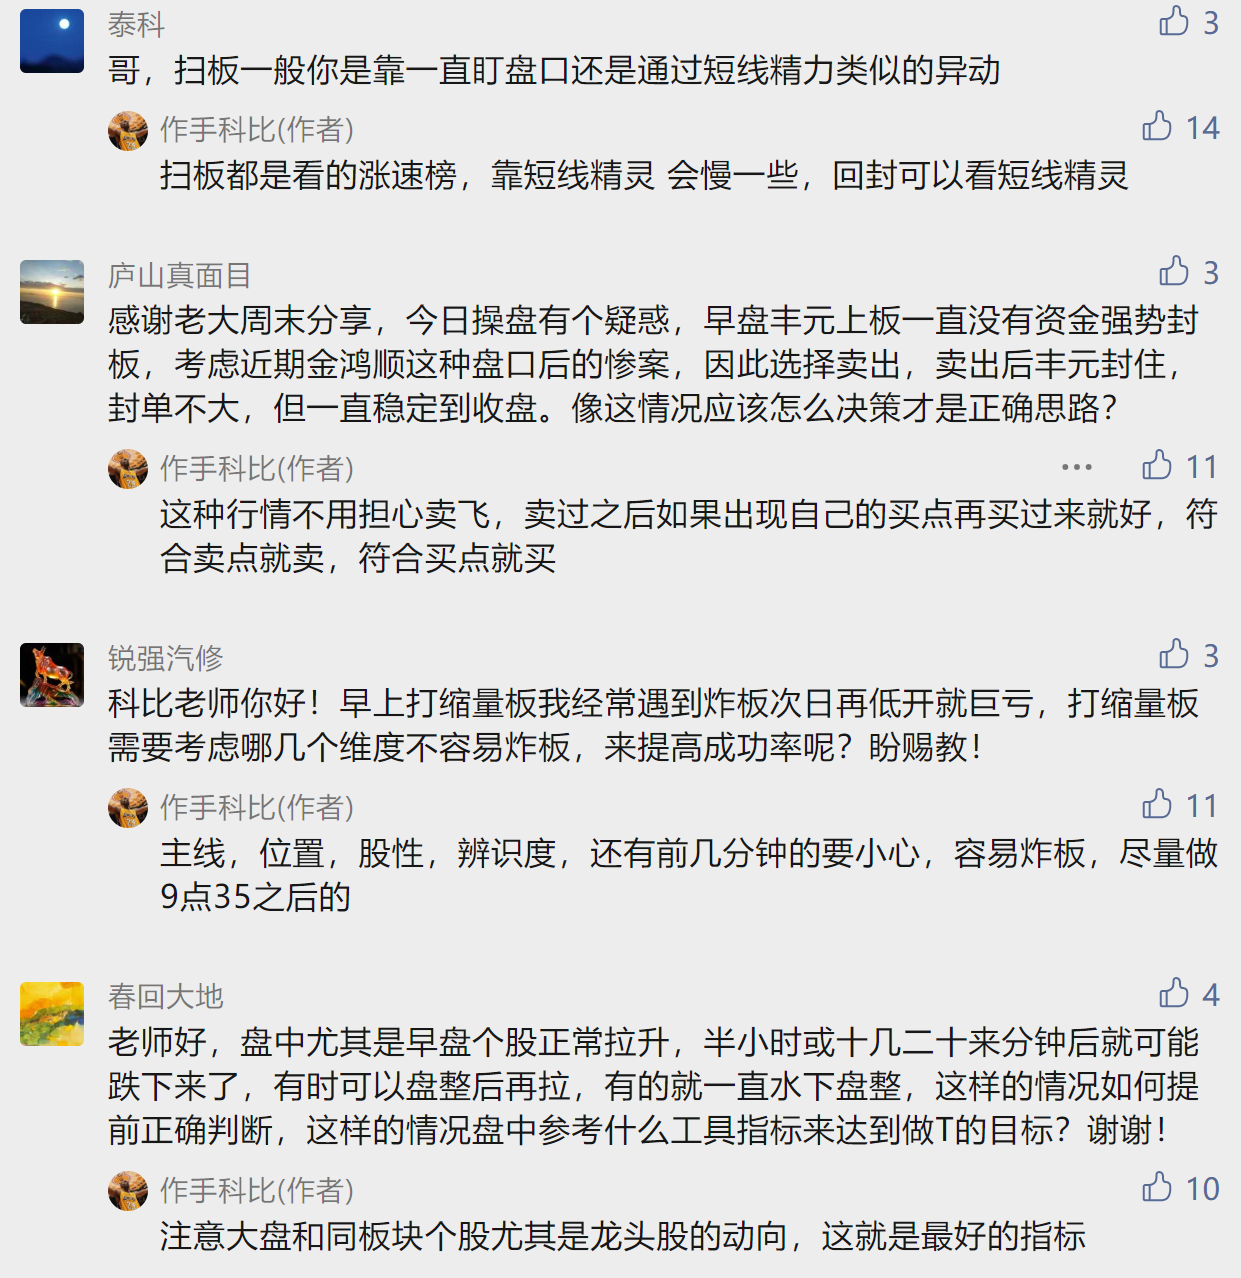 泰科
3
哥，扫板一般你是靠一直盯盘口还是通过短线精力类似的异动
作手科比(作者)
14
扫板都是看的涨速榜，靠短线精灵 会慢一些，回封可以看短线精灵
庐山真面目
3
感谢老大周末分享，今日操盘有个疑惑，早盘丰元上板一直没有资金强势封
板，考虑近期金鸿顺这种盘口后的惨案，因此选择卖出，卖出后丰元封住，
封单不大，但一直稳定到收盘。像这情况应该怎么决策才是正确思路？
作手科比(作者)
11
这种行情不用担心卖飞，卖过之后如果出现自己的买点再买过来就好，符
合卖点就卖，符合买点就买
锐强汽修
3
科比老师你好！早上打缩量板我经常遇到炸板次日再低开就巨亏，打缩量板
需要考虑哪几个维度不容易炸板，来提高成功率呢？盼赐教！
作手科比(作者)
11
主线，位置，股性，辨识度，还有前几分钟的要小心，容易炸板，尽量做
9点35之后的
春回大地
4
老师好，盘中尤其是早盘个股正常拉升，半小时或十几二十来分钟后就可能
跌下来了，有时可以盘整后再拉，有的就一直水下盘整，这样的情况如何提
前正确判断，这样的情况盘中参考什么工具指标来达到做T的目标？谢谢！
作手科比(作者)
10
注意大盘和同板块个股尤其是龙头股的动向，这就是最好的指标